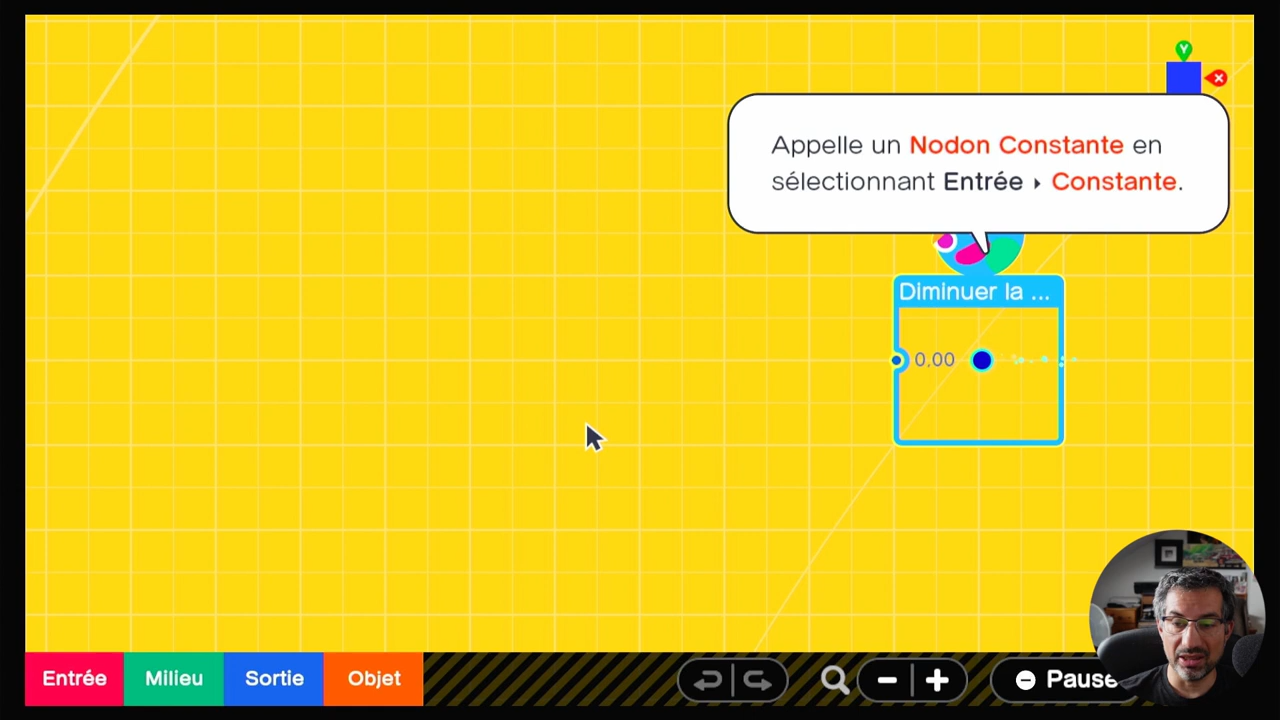 Y
X
Appelle un Nodon Constante en
sélectionnant Entrée ▸ Constante.
Diminuer la ...
0,00
Entrée Milieu Sortie Objet Pause